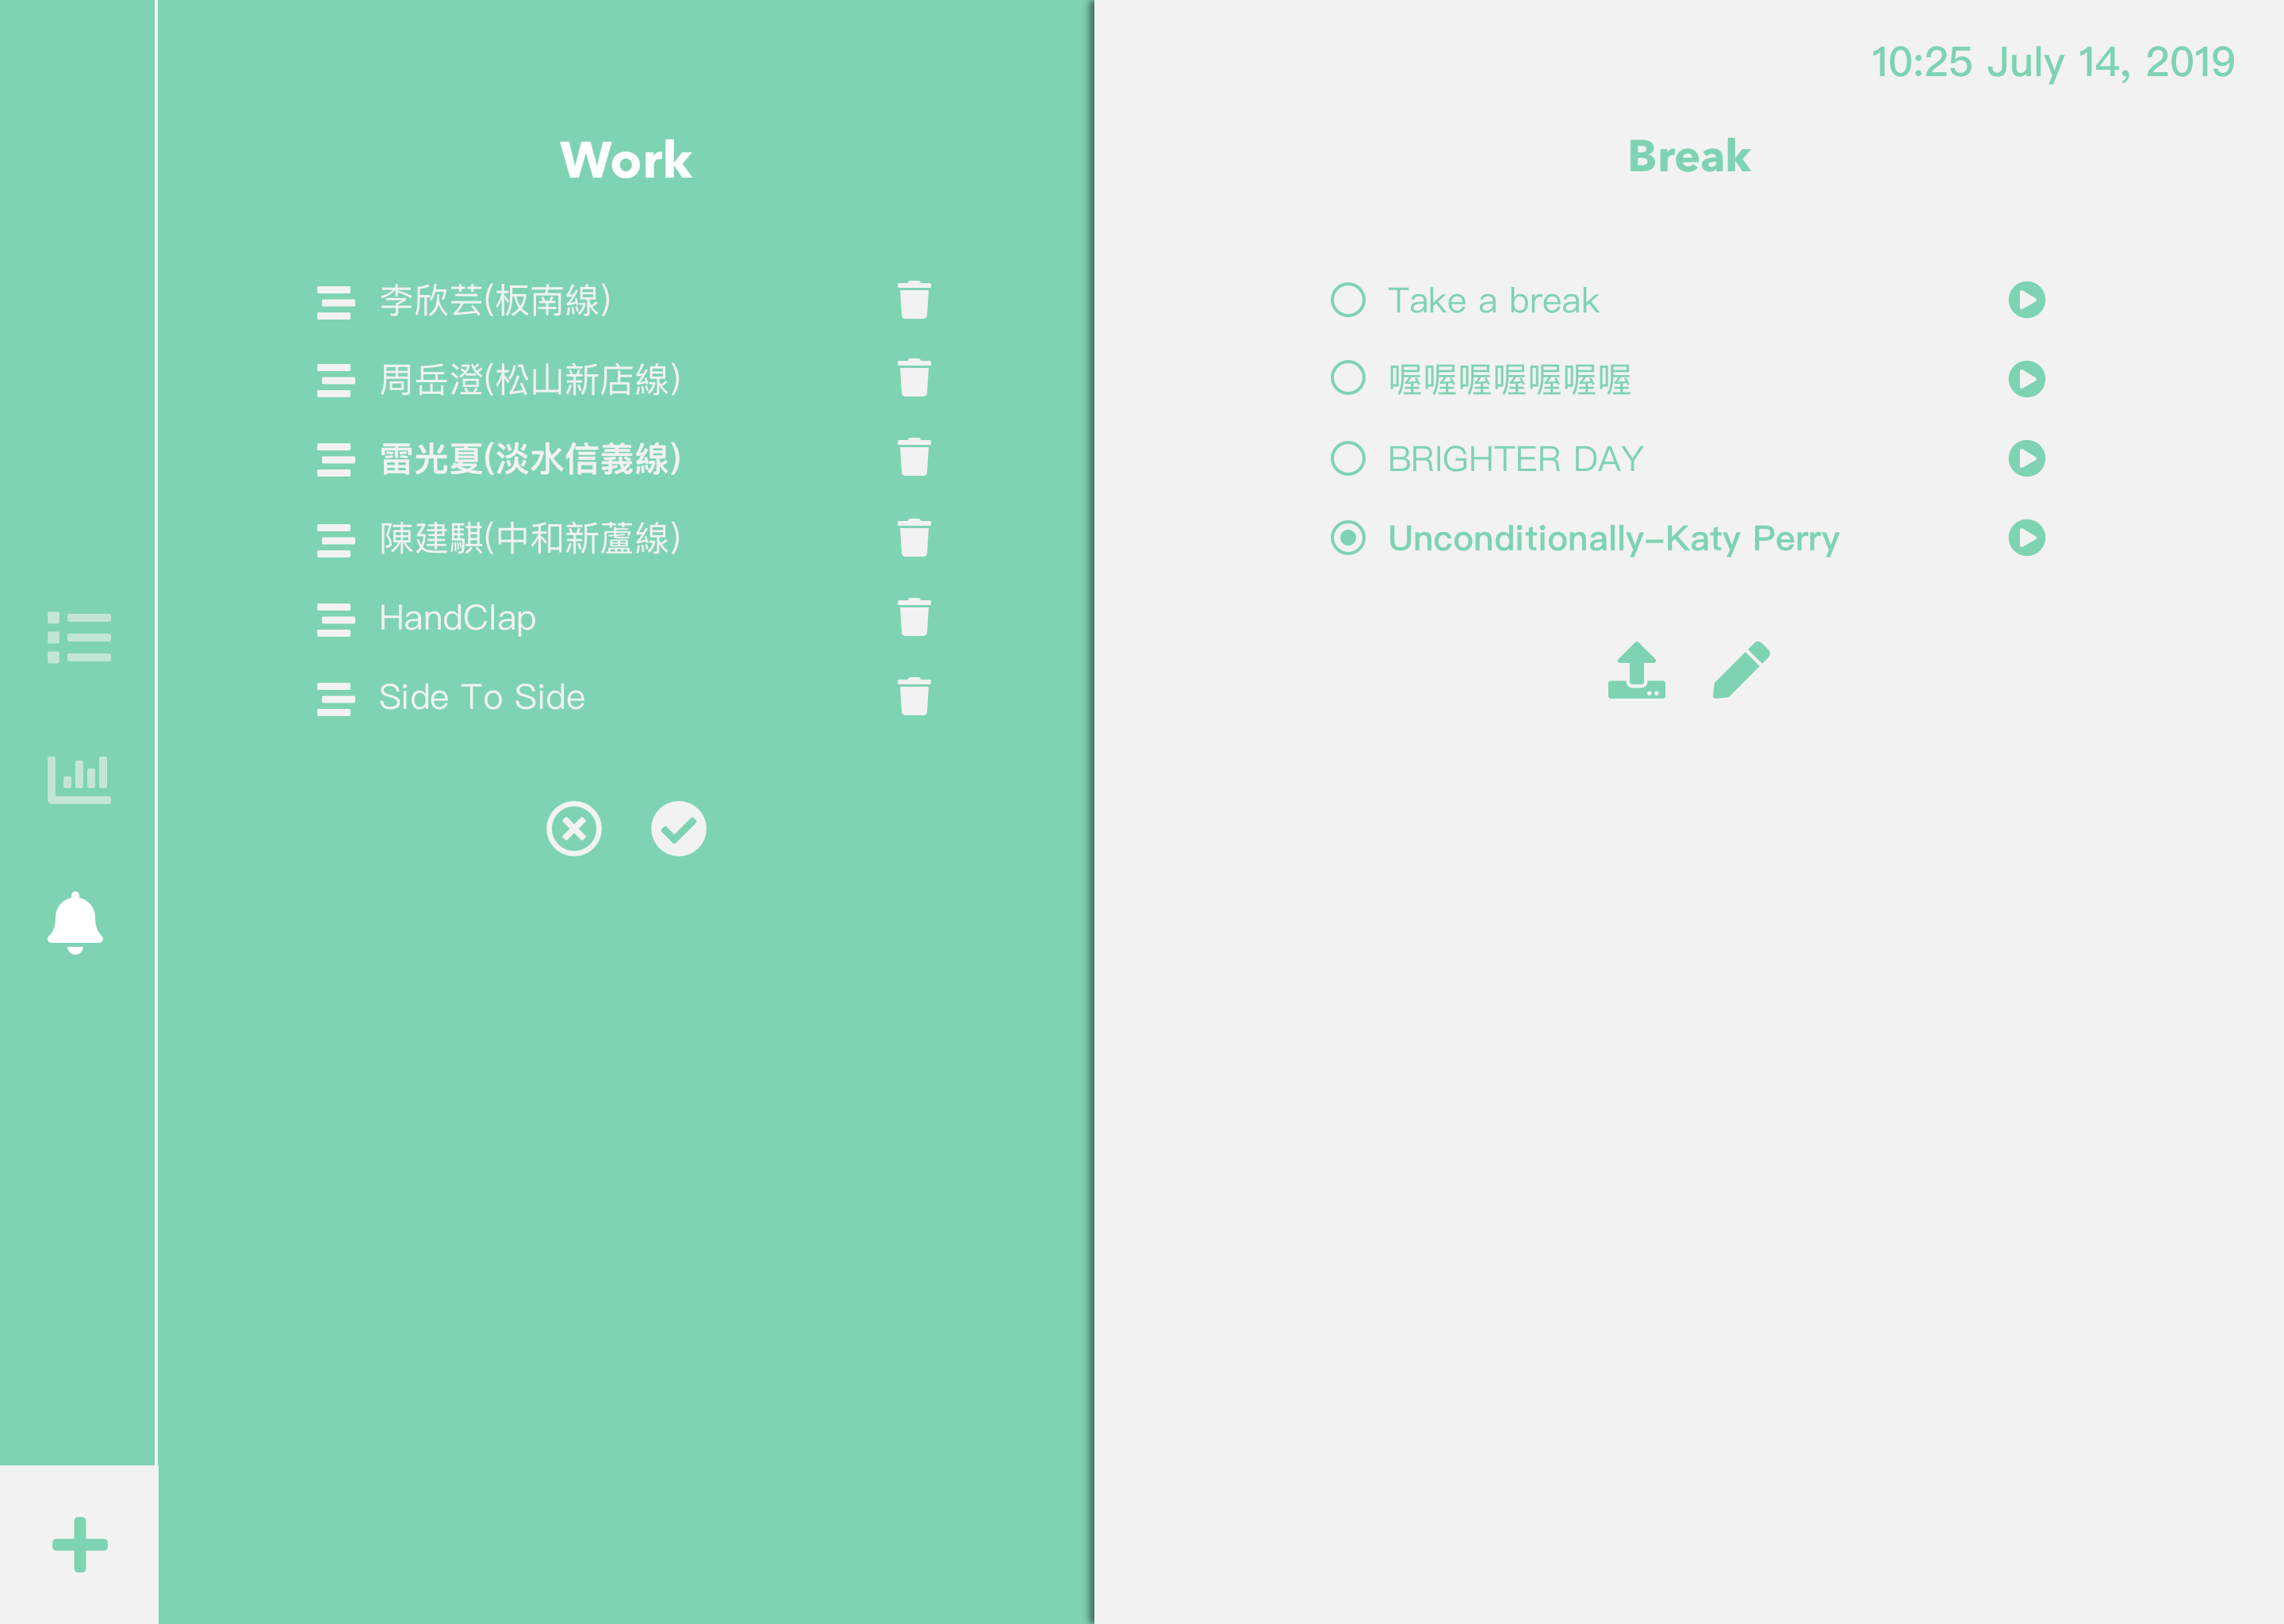 10:25 July 14, 2019
Work
李欣芸(板南線)
周岳澄(松山新店線)
雷光夏(淡水信義線)
陳建騏(中和新蘆線)
HandClap
Side To Side
Break
Take a break
喔喔喔喔喔喔喔
BRIGHTER DAY
Unconditionally–Katy Perry